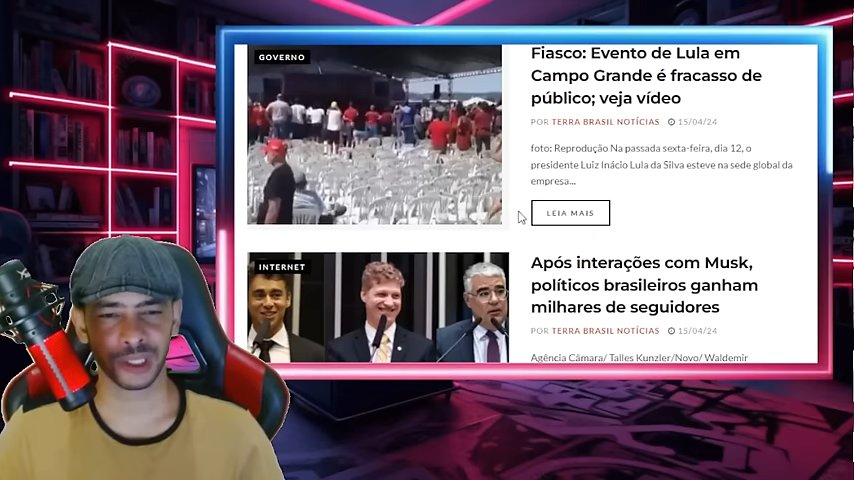 GOVERNO
Fiasco: Evento de Lula em
Campo Grande é fracasso de
público; veja vídeo
POR TERRA BRASIL NOTÍCIAS 15/04/24
foto: Reprodução Na passada sexta-feira, dia 12, o
presidente Luiz Inácio Lula da Silva esteve na sede global da
empresa...
LEIA MAIS
INTERNET
Após interações com Musk,
políticos brasileiros ganham
milhares de seguidores
POR TERRA BRASIL NOTÍCIAS 15/04/24
Agência Câmara/ Talles Kunzler/Novo/ Waldemir